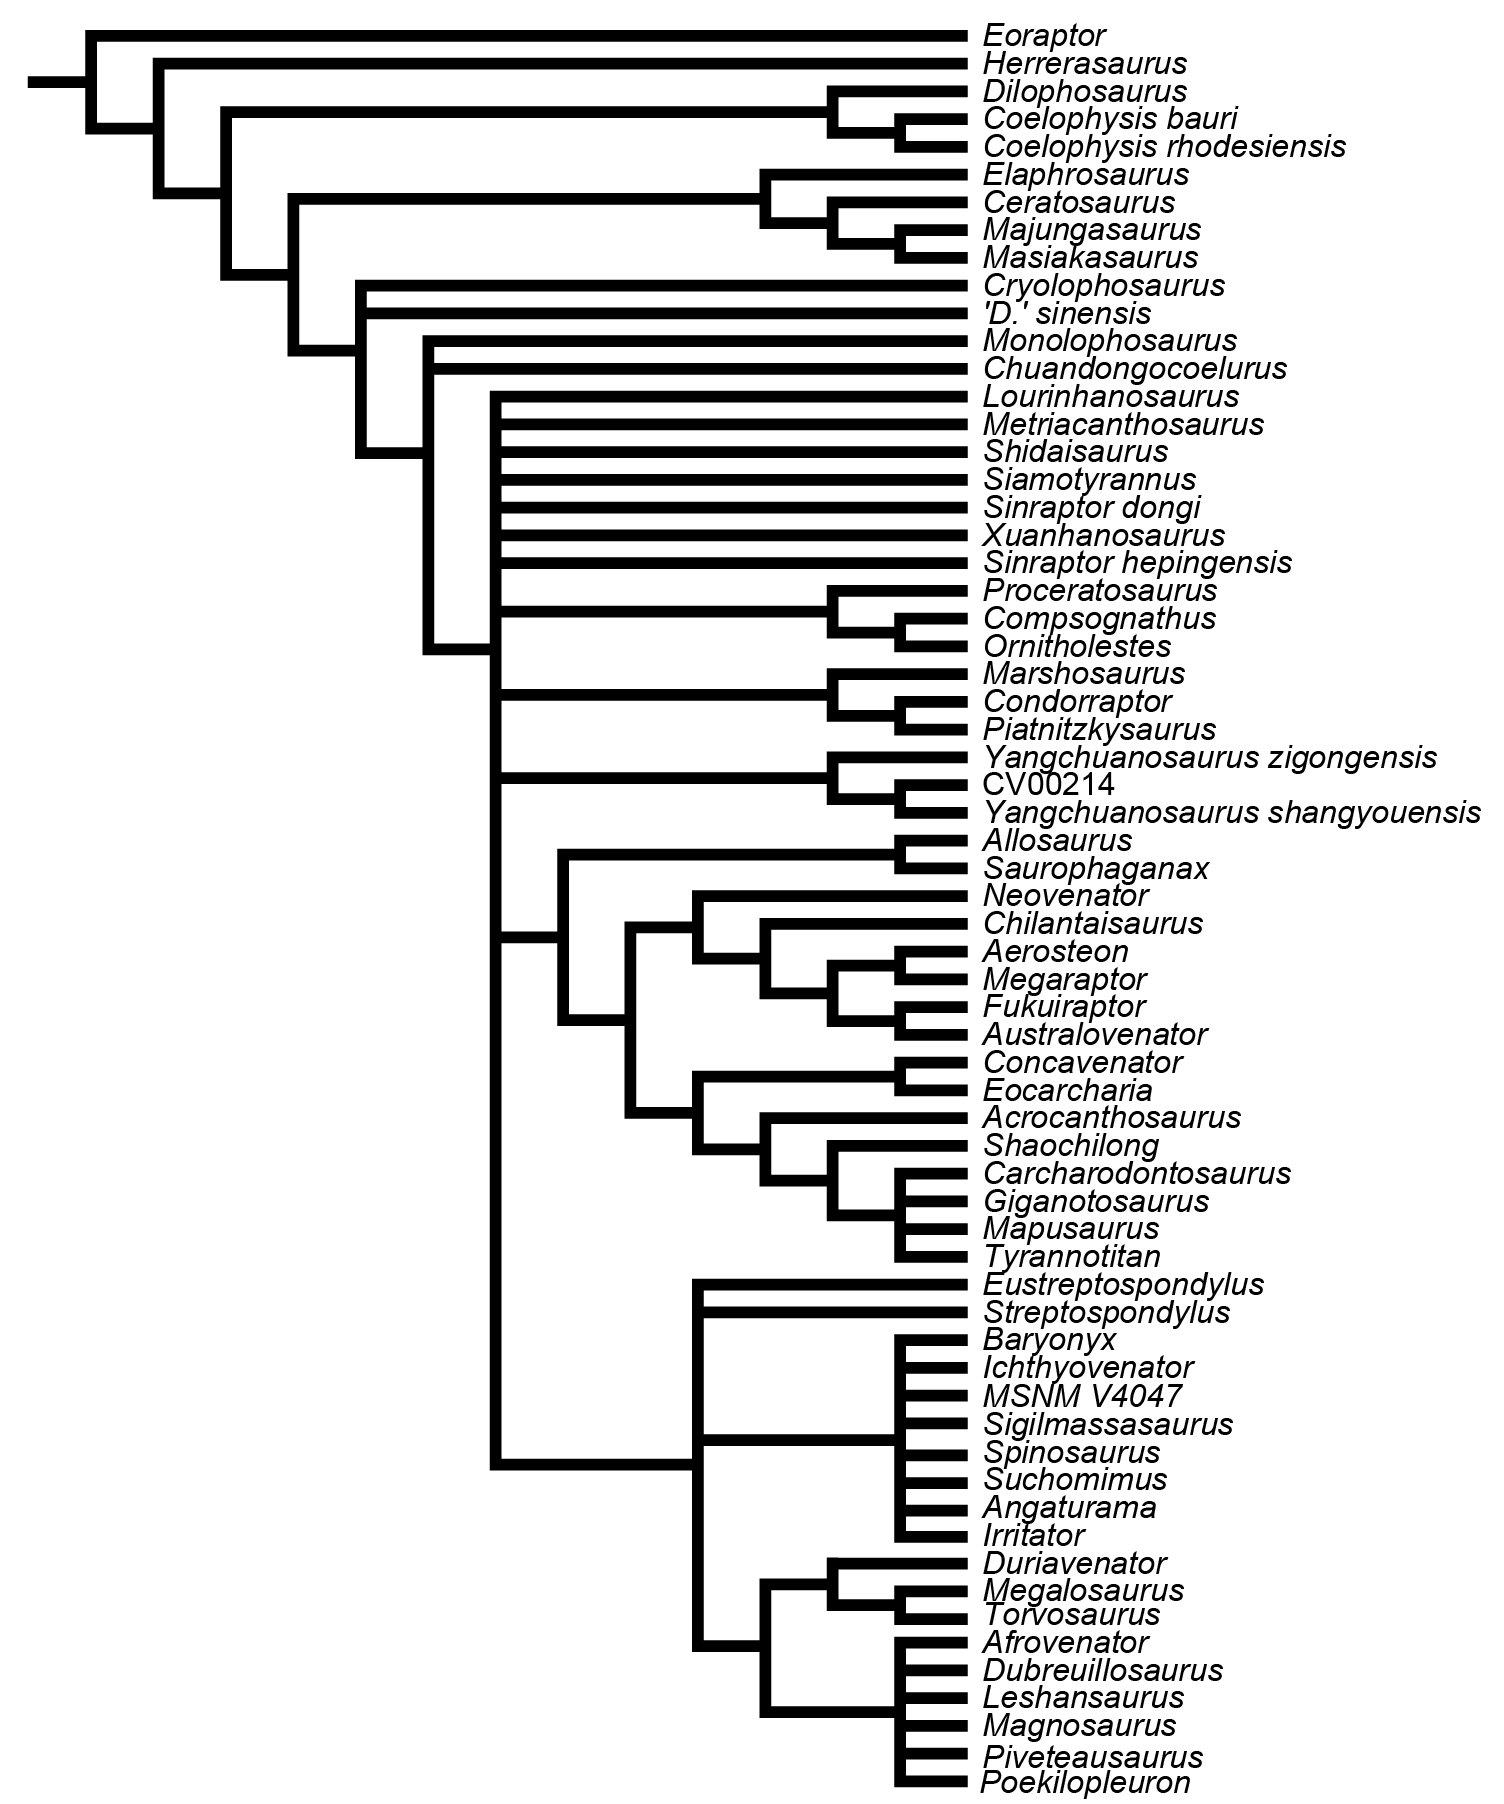 Eoraptor
Herrerasaurus
Dilophosaurus
Coelophysis bauri
Coelophysis rhodesiensis
Elaphrosaurus
Ceratosaurus
Majungasaurus
Masiakasaurus
Cryolophosaurus
'D.' sinensis
Monolophosaurus
Chuandongocoelurus
Lourinhanosaurus
Metriacanthosaurus
Shidaisaurus
Siamotyrannus
Sinraptor dongi
Xuanhanosaurus
Sinraptor hepingensis
Proceratosaurus
Compsognathus
Ornitholestes
Marshosaurus
Condorraptor
Piatnitzkysaurus
Yangchuanosaurus zigongensis
CV00214
Yangchuanosaurus shangyouensis
Allosaurus
Saurophaganax
Neovenator
Chilantaisaurus
Aerosteon
Megaraptor
Fukuiraptor
Australovenator
Concavenator
Eocarcharia
Acrocanthosaurus
Shaochilong
Carcharodontosaurus
Giganotosaurus
Mapusaurus
Tyrannotitan
Eustreptospondylus
Streptospondylus
Baryonyx
Ichthyovenator
MSNM V4047
Sigilmassasaurus
Spinosaurus
Suchomimus
Angaturama
Irritator
Duriavenator
Megalosaurus
Torvosaurus
Afrovenator
Dubreuillosaurus
Leshansaurus
Magnosaurus
Piveteausaurus
Poekilopleuron